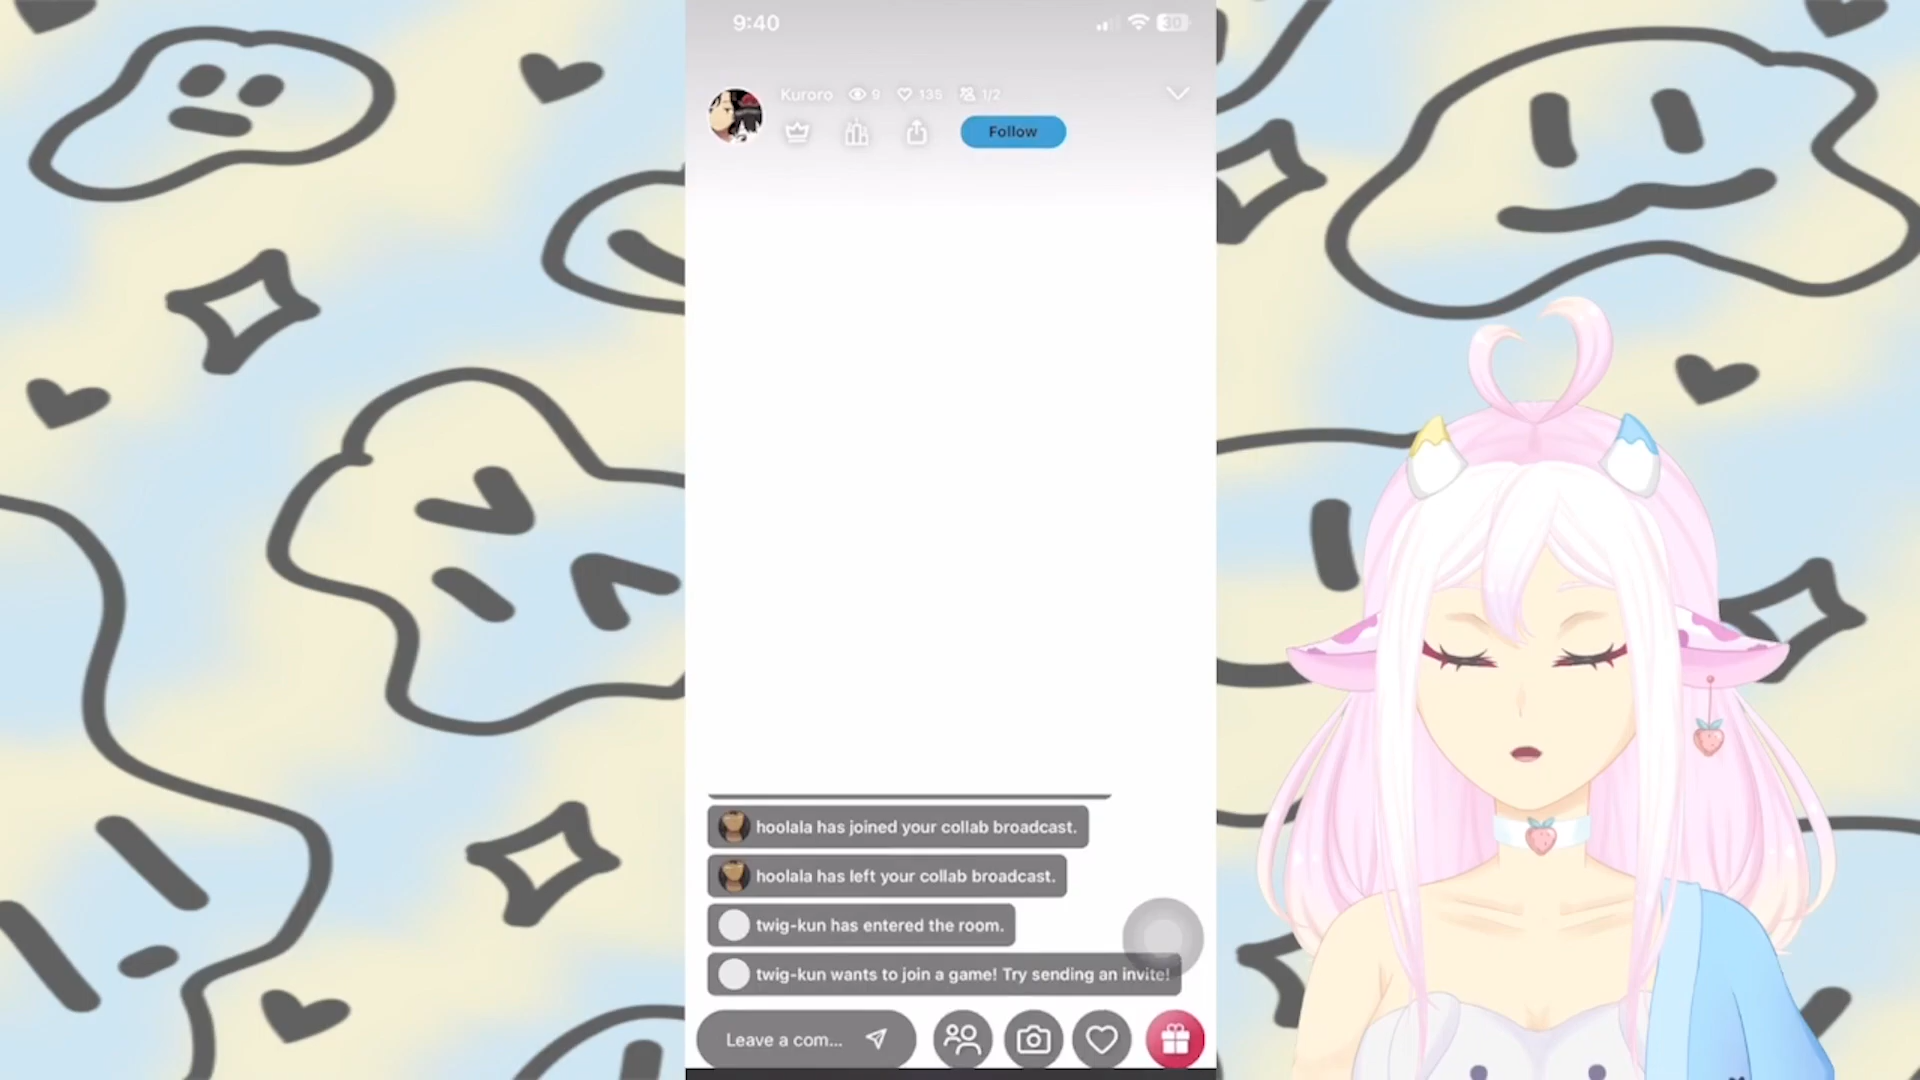 9:40
30
Kuroro 9 135 1/2
Follow
hoolala has joined your collab broadcast.
hoolala has left your collab broadcast.
twig-kun has entered the room.
twig-kun wants to join a game! Try sending an invite!
Leave a com...